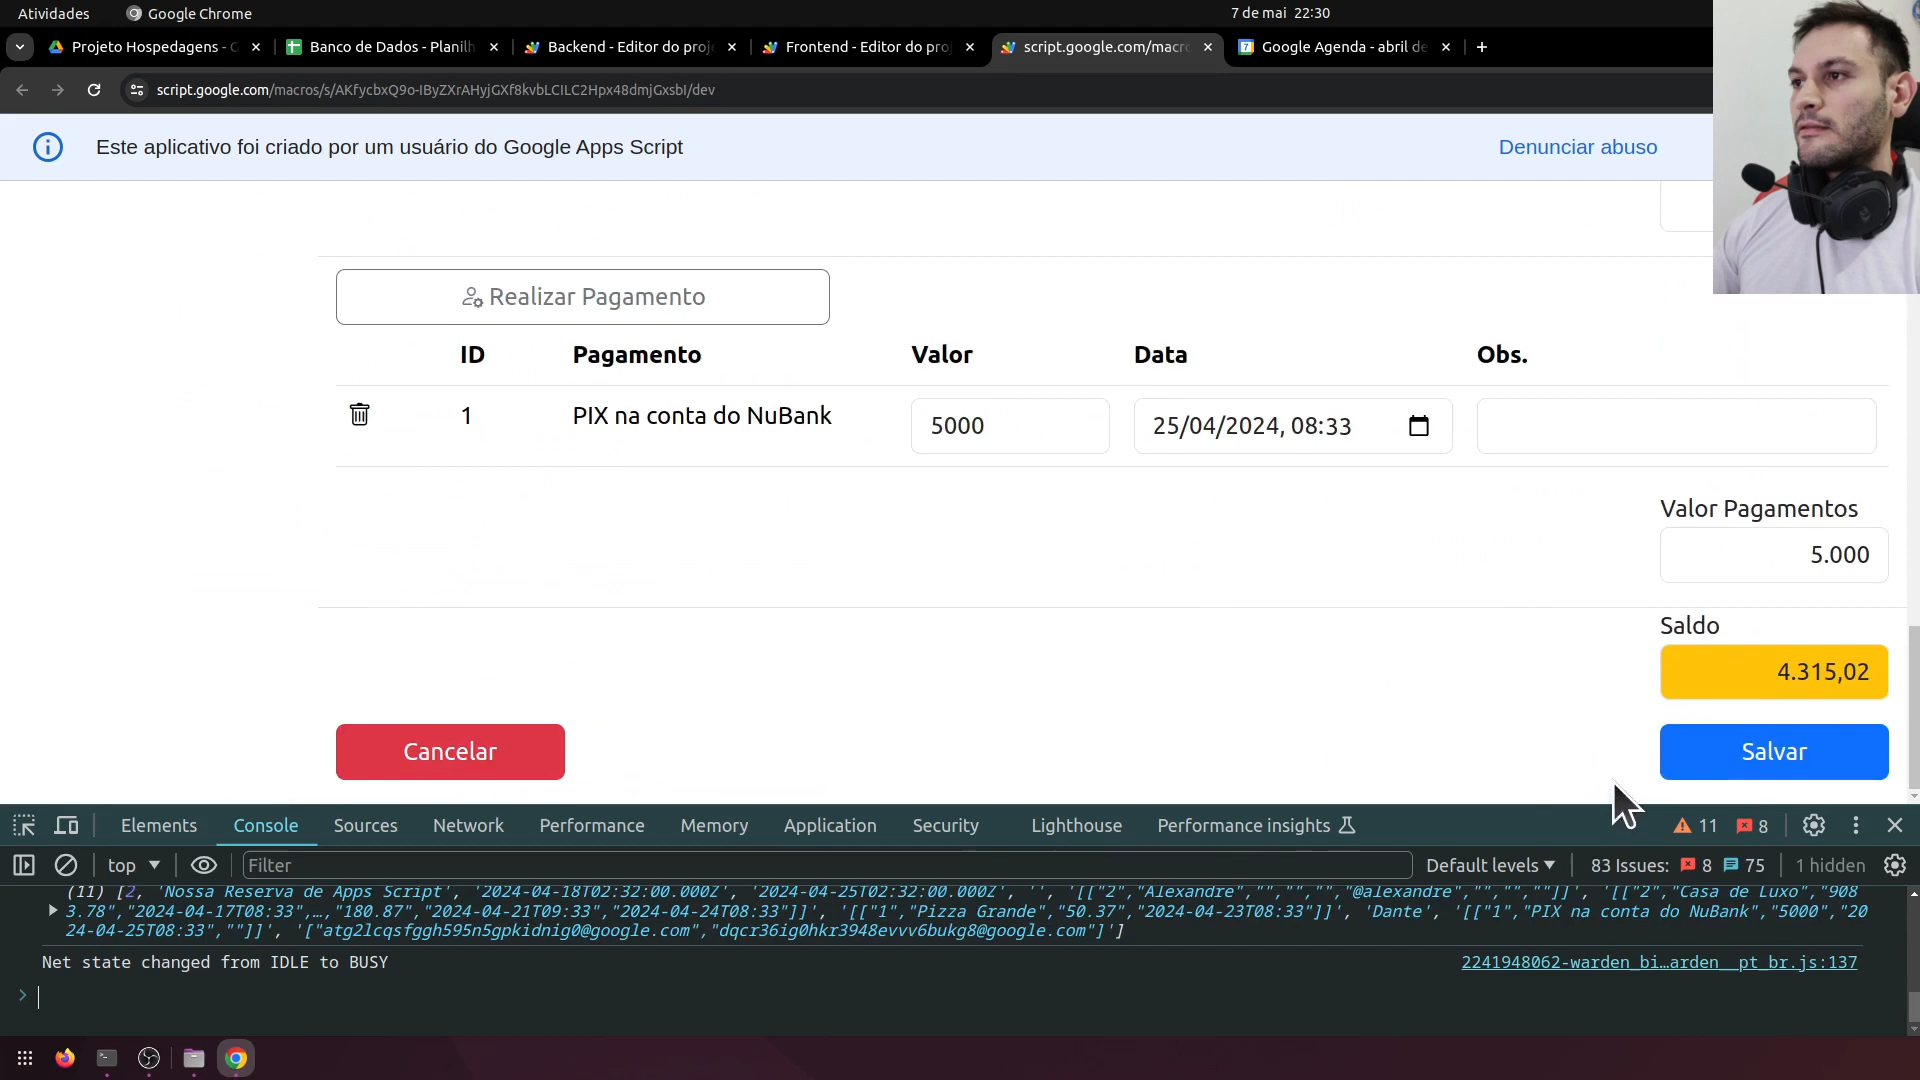 Atividades
Google Chrome
7 de mai 22:30
Projeto Hospedagens -
Banco de Dados - Planilh
Backend - Editor do proj
Frontend - Editor do proj
script.google.com/macro
Google Agenda - abril de
script.google.com/macros/s/AKfycbxQ9o-IByZXrAHyjGXf8kvbLCILC2Hpx48dmjGxsbI/dev
Este aplicativo foi criado por um usuário do Google Apps Script
Denunciar abuso
Realizar Pagamento
ID Pagamento Valor Data Obs.
1 PIX na conta do NuBank 5000 25/04/2024, 08:33
Valor Pagamentos
5.000
Saldo
4.315,02
Cancelar
Salvar
Elements Console Sources Network Performance Memory Application Security Lighthouse Performance insights 11 8
top Filter Default levels 83 Issues: 8 75 1 hidden
(11) [2, 'Nossa Reserva de Apps Script', '2024-04-18T02:32:00.000Z', '2024-04-25T02:32:00.000Z', '', '[["2","Alexandre","","","","@alexandre","","",""]]', '[["2","Casa de Luxo","908
3.78","2024-04-17T08:33",…,"180.87","2024-04-21T09:33","2024-04-24T08:33"]]', '[["1","Pizza Grande","50.37","2024-04-23T08:33"]]', 'Dante', '[["1","PIX na conta do NuBank","5000","20
24-04-25T08:33",""]]', '["atg2lcqsfggh595n5gpkidnig0@google.com","dqcr36ig0hkr3948evvv6bukg8@google.com"]']
Net state changed from IDLE to BUSY
2241948062-warden_bi…arden__pt_br.js:137